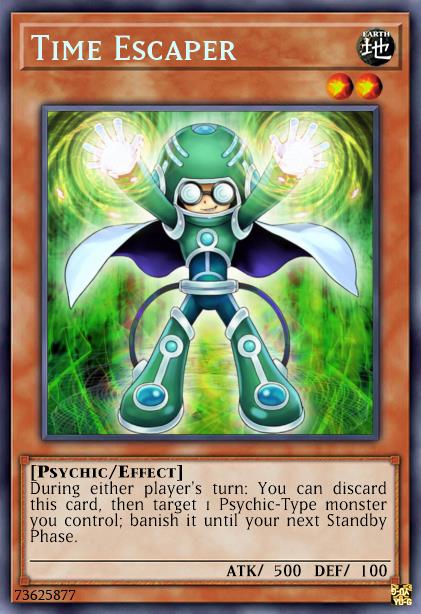 TIME ESCAPER
EARTH
地
[PSYCHIC/EFFECT]
During either player's turn: You can discard
this card, then target 1 Psychic-Type monster
you control; banish it until your next Standby
Phase.
ATK/ 500 DEF/ 100
73625877